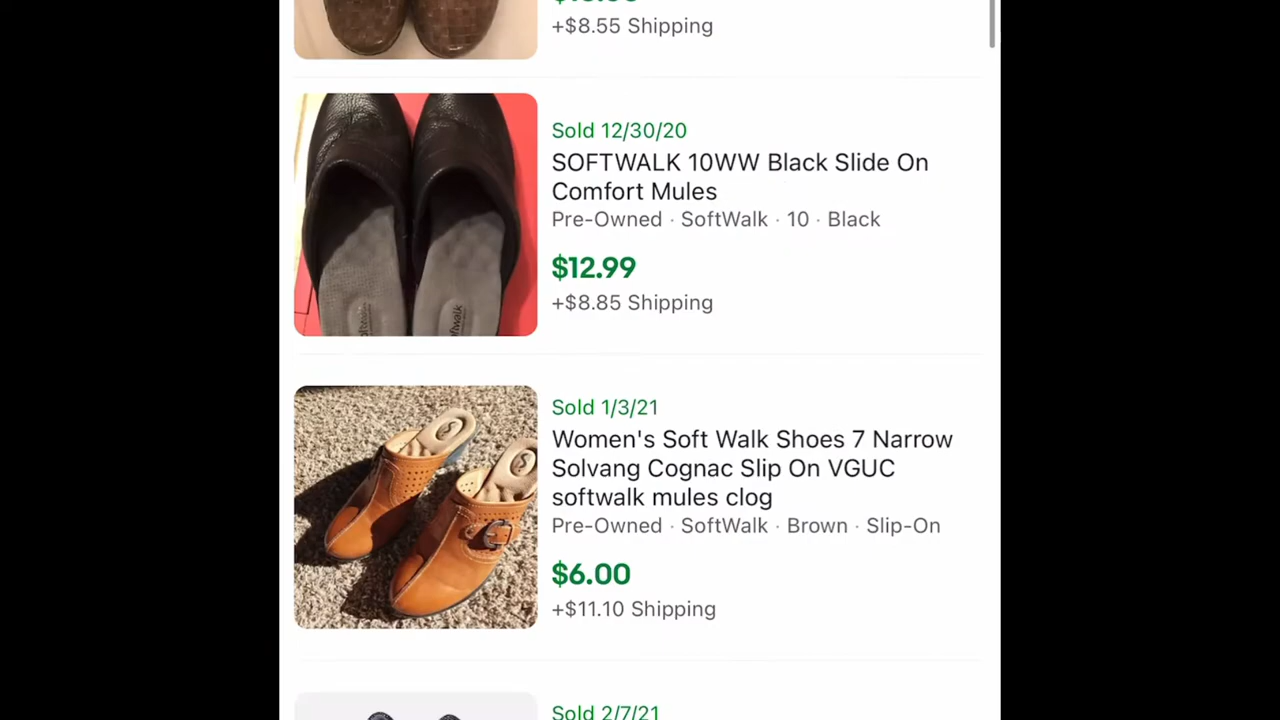 +$8.55 Shipping
Sold 12/30/20
SOFTWALK 10WW Black Slide On
Comfort Mules
Pre-Owned · SoftWalk · 10 · Black
$12.99
+$8.85 Shipping
Sold 1/3/21
Women's Soft Walk Shoes 7 Narrow
Solvang Cognac Slip On VGUC
softwalk mules clog
Pre-Owned · SoftWalk · Brown · Slip-On
$6.00
+$11.10 Shipping
Sold 2/7/21